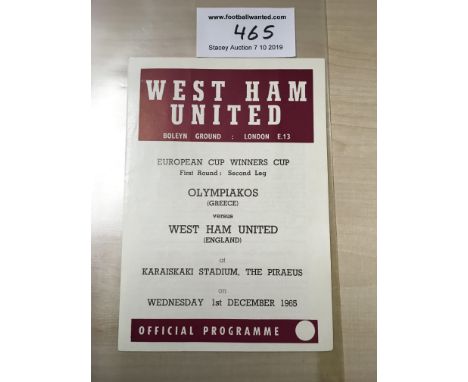 www.footballwanted.com
465
Stacey Auction 7 10 2019
WEST HAM
UNITED
BOLEYN GROUND : LONDON E.13
EUROPEAN CUP WINNERS CUP
First Round : Second Leg
OLYMPIAKOS
(GREECE)
versus
WEST HAM UNITED
(ENGLAND)
at
KARAISKAKI STADIUM, THE PIRAEUS
on
WEDNESDAY 1st DECEMBER 1965
OFFICIAL PROGRAMME